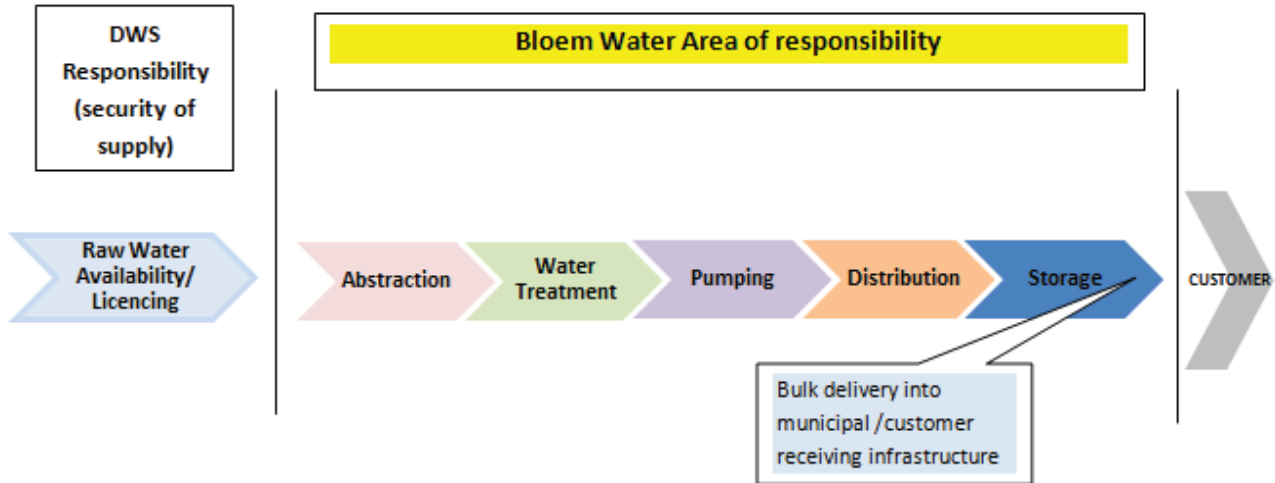 DWS
Responsibility
(security of
supply)
Bloem Water Area of responsibility
Raw Water
Availability/
Licencing
Abstraction
Water
Treatment
Pumping
Distribution
Storage
CUSTOMER
Bulk delivery into
municipal /customer
receiving infrastructure